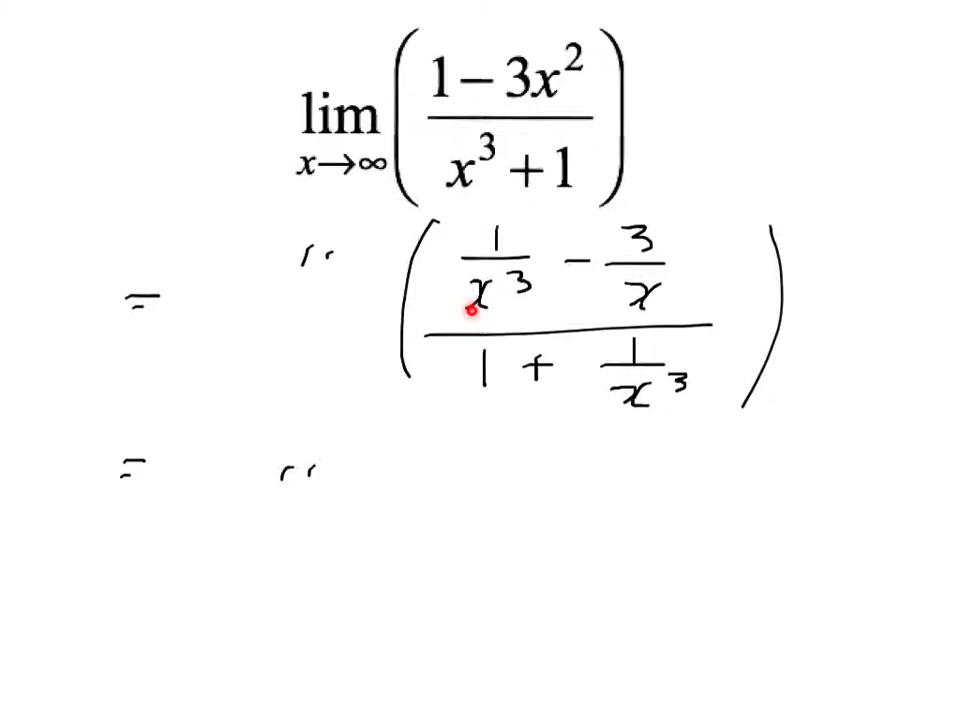 lim x→∞ ( (1 − 3x²) / (x³ + 1) )
= " ( (1/x³ − 3/x) / (1 + 1/x³) )
= "